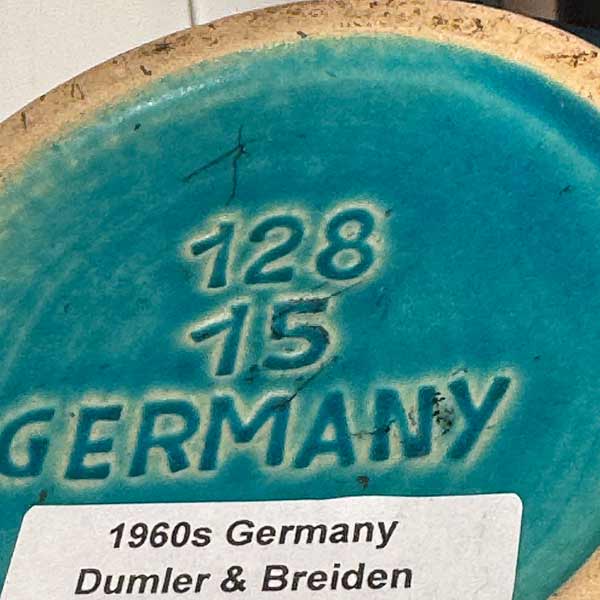 128
15
GERMANY
1960s Germany
Dumler & Breiden